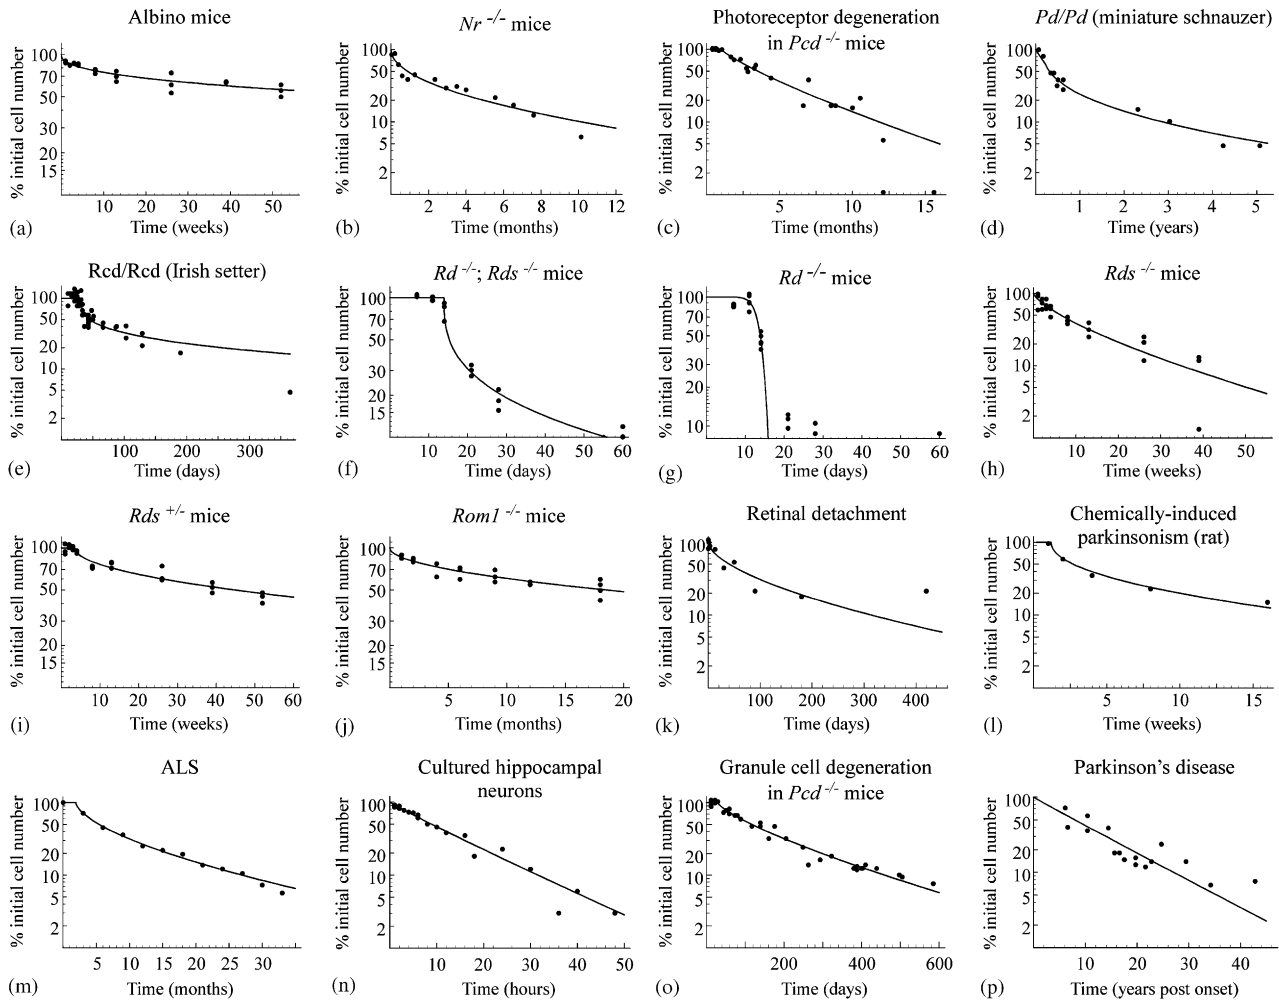 Albino mice
% initial cell number
100
70
50
30
20
15
10 20 30 40 50
(a) Time (weeks)
Nr -/- mice
% initial cell number
100
50
20
10
5
2
2 4 6 8 10 12
(b) Time (months)
Photoreceptor degeneration
in Pcd -/- mice
% initial cell number
100
50
20
10
5
2
5 10 15
(c) Time (months)
Pd/Pd (miniature schnauzer)
% initial cell number
100
50
20
10
5
2
1 2 3 4 5
(d) Time (years)
Rcd/Rcd (Irish setter)
% initial cell number
100
50
20
10
5
2
100 200 300
(e) Time (days)
Rd -/-; Rds -/- mice
% initial cell number
100
70
50
30
20
15
10 20 30 40 50 60
(f) Time (days)
Rd -/- mice
% initial cell number
100
70
50
30
20
10
10 20 30 40 50 60
(g) Time (days)
Rds -/- mice
% initial cell number
100
50
20
10
5
2
10 20 30 40 50
(h) Time (weeks)
Rds +/- mice
% initial cell number
100
70
50
30
20
15
10 20 30 40 50 60
(i) Time (weeks)
Rom1 -/- mice
% initial cell number
100
70
50
30
20
15
5 10 15 20
(j) Time (months)
Retinal detachment
% initial cell number
100
50
20
10
5
2
100 200 300 400
(k) Time (days)
Chemically-induced
parkinsonism (rat)
% initial cell number
100
50
20
10
5
2
5 10 15
(l) Time (weeks)
ALS
% initial cell number
100
50
20
10
5
2
5 10 15 20 25 30
(m) Time (months)
Cultured hippocampal
neurons
% initial cell number
100
50
20
10
5
2
10 20 30 40 50
(n) Time (hours)
Granule cell degeneration
in Pcd -/- mice
% initial cell number
100
50
20
10
5
2
200 400 600
(o) Time (days)
Parkinson's disease
% initial cell number
100
50
20
10
5
2
10 20 30 40
(p) Time (years post onset)